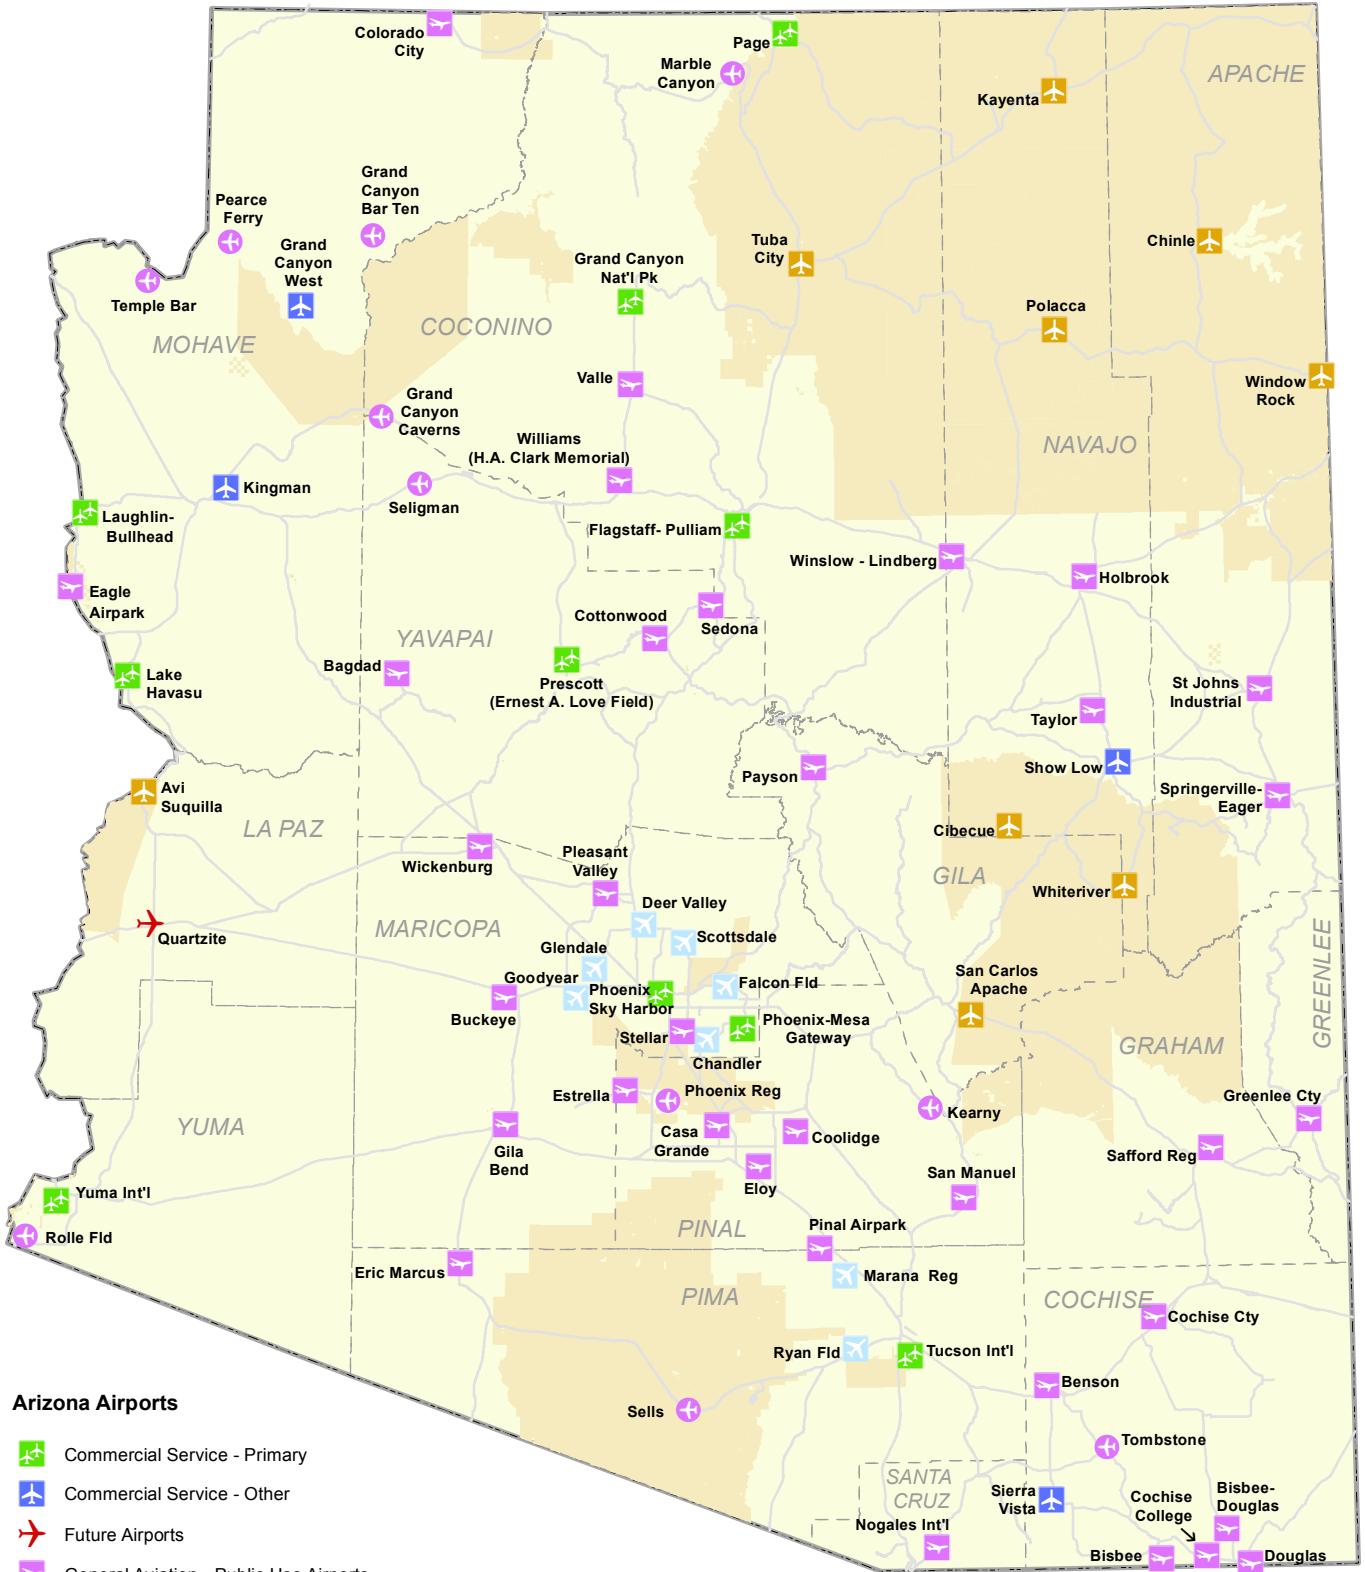 Colorado
City
Page
Marble
Canyon
APACHE
Kayenta
Grand
Canyon
Bar Ten
Pearce
Ferry
Grand
Canyon
West
Temple Bar
Tuba
City
Chinle
Grand Canyon
Nat'l Pk
Polacca
MOHAVE
COCONINO
Valle
Window
Rock
Grand
Canyon
Caverns
Williams
(H.A. Clark Memorial)
NAVAJO
Kingman
Seligman
Laughlin-
Bullhead
Flagstaff- Pulliam
Winslow - Lindberg
Holbrook
Eagle
Airpark
Cottonwood
Sedona
YAVAPAI
Bagdad
Lake
Havasu
Prescott
(Ernest A. Love Field)
St Johns
Industrial
Taylor
Show Low
Payson
Avi
Suquilla
Springerville-
Eager
LA PAZ
Cibecue
Wickenburg
Pleasant
Valley
GILA
Whiteriver
Deer Valley
MARICOPA
Quartzite
Scottsdale
Glendale
Goodyear
Falcon Fld
Phoenix
Sky Harbor
San Carlos
Apache
GREENLEE
Buckeye
Stellar
Phoenix-Mesa
Gateway
Chandler
GRAHAM
Estrella
Phoenix Reg
Kearny
Greenlee Cty
YUMA
Casa
Grande
Coolidge
Gila
Bend
Safford Reg
Eloy
San Manuel
Yuma Int'l
Rolle Fld
PINAL
Pinal Airpark
Eric Marcus
Marana Reg
PIMA
COCHISE
Cochise Cty
Ryan Fld
Tucson Int'l
Benson
Sells
Tombstone
SANTA
CRUZ
Sierra
Vista
Cochise
College
Bisbee-
Douglas
Nogales Int'l
Bisbee
Douglas
Arizona Airports
Commercial Service - Primary
Commercial Service - Other
Future Airports
General Aviation - Public Use Airports